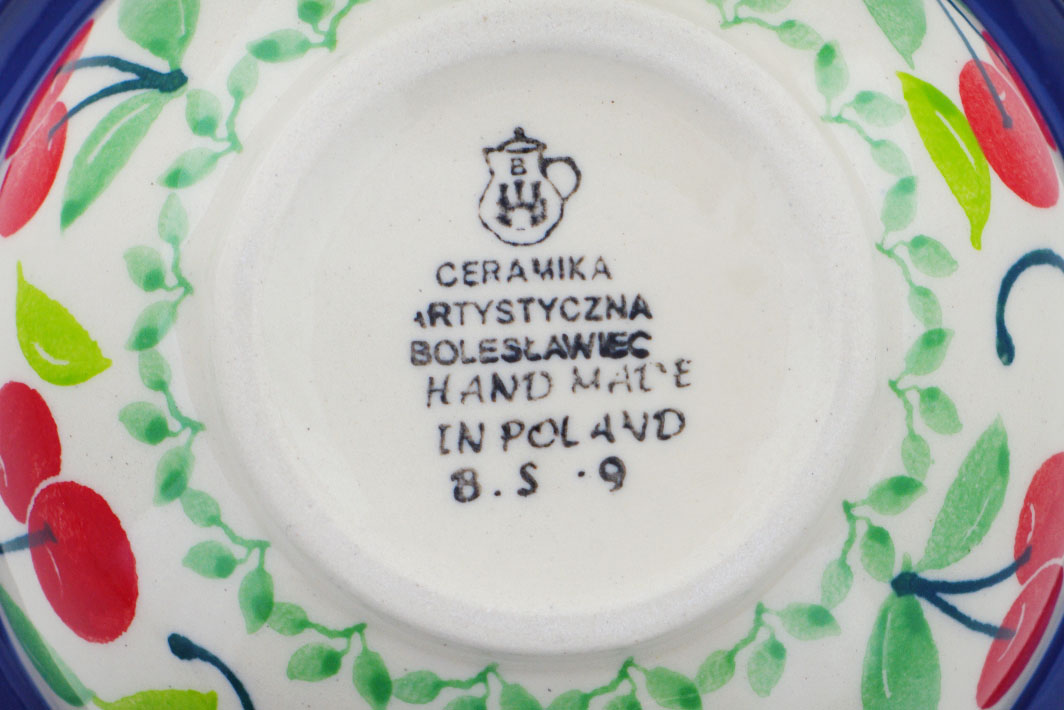 B
CERAMIKA
ARTYSTYCZNA
BOLESŁAWIEC
HAND MADE
IN POLAND
B.S .9